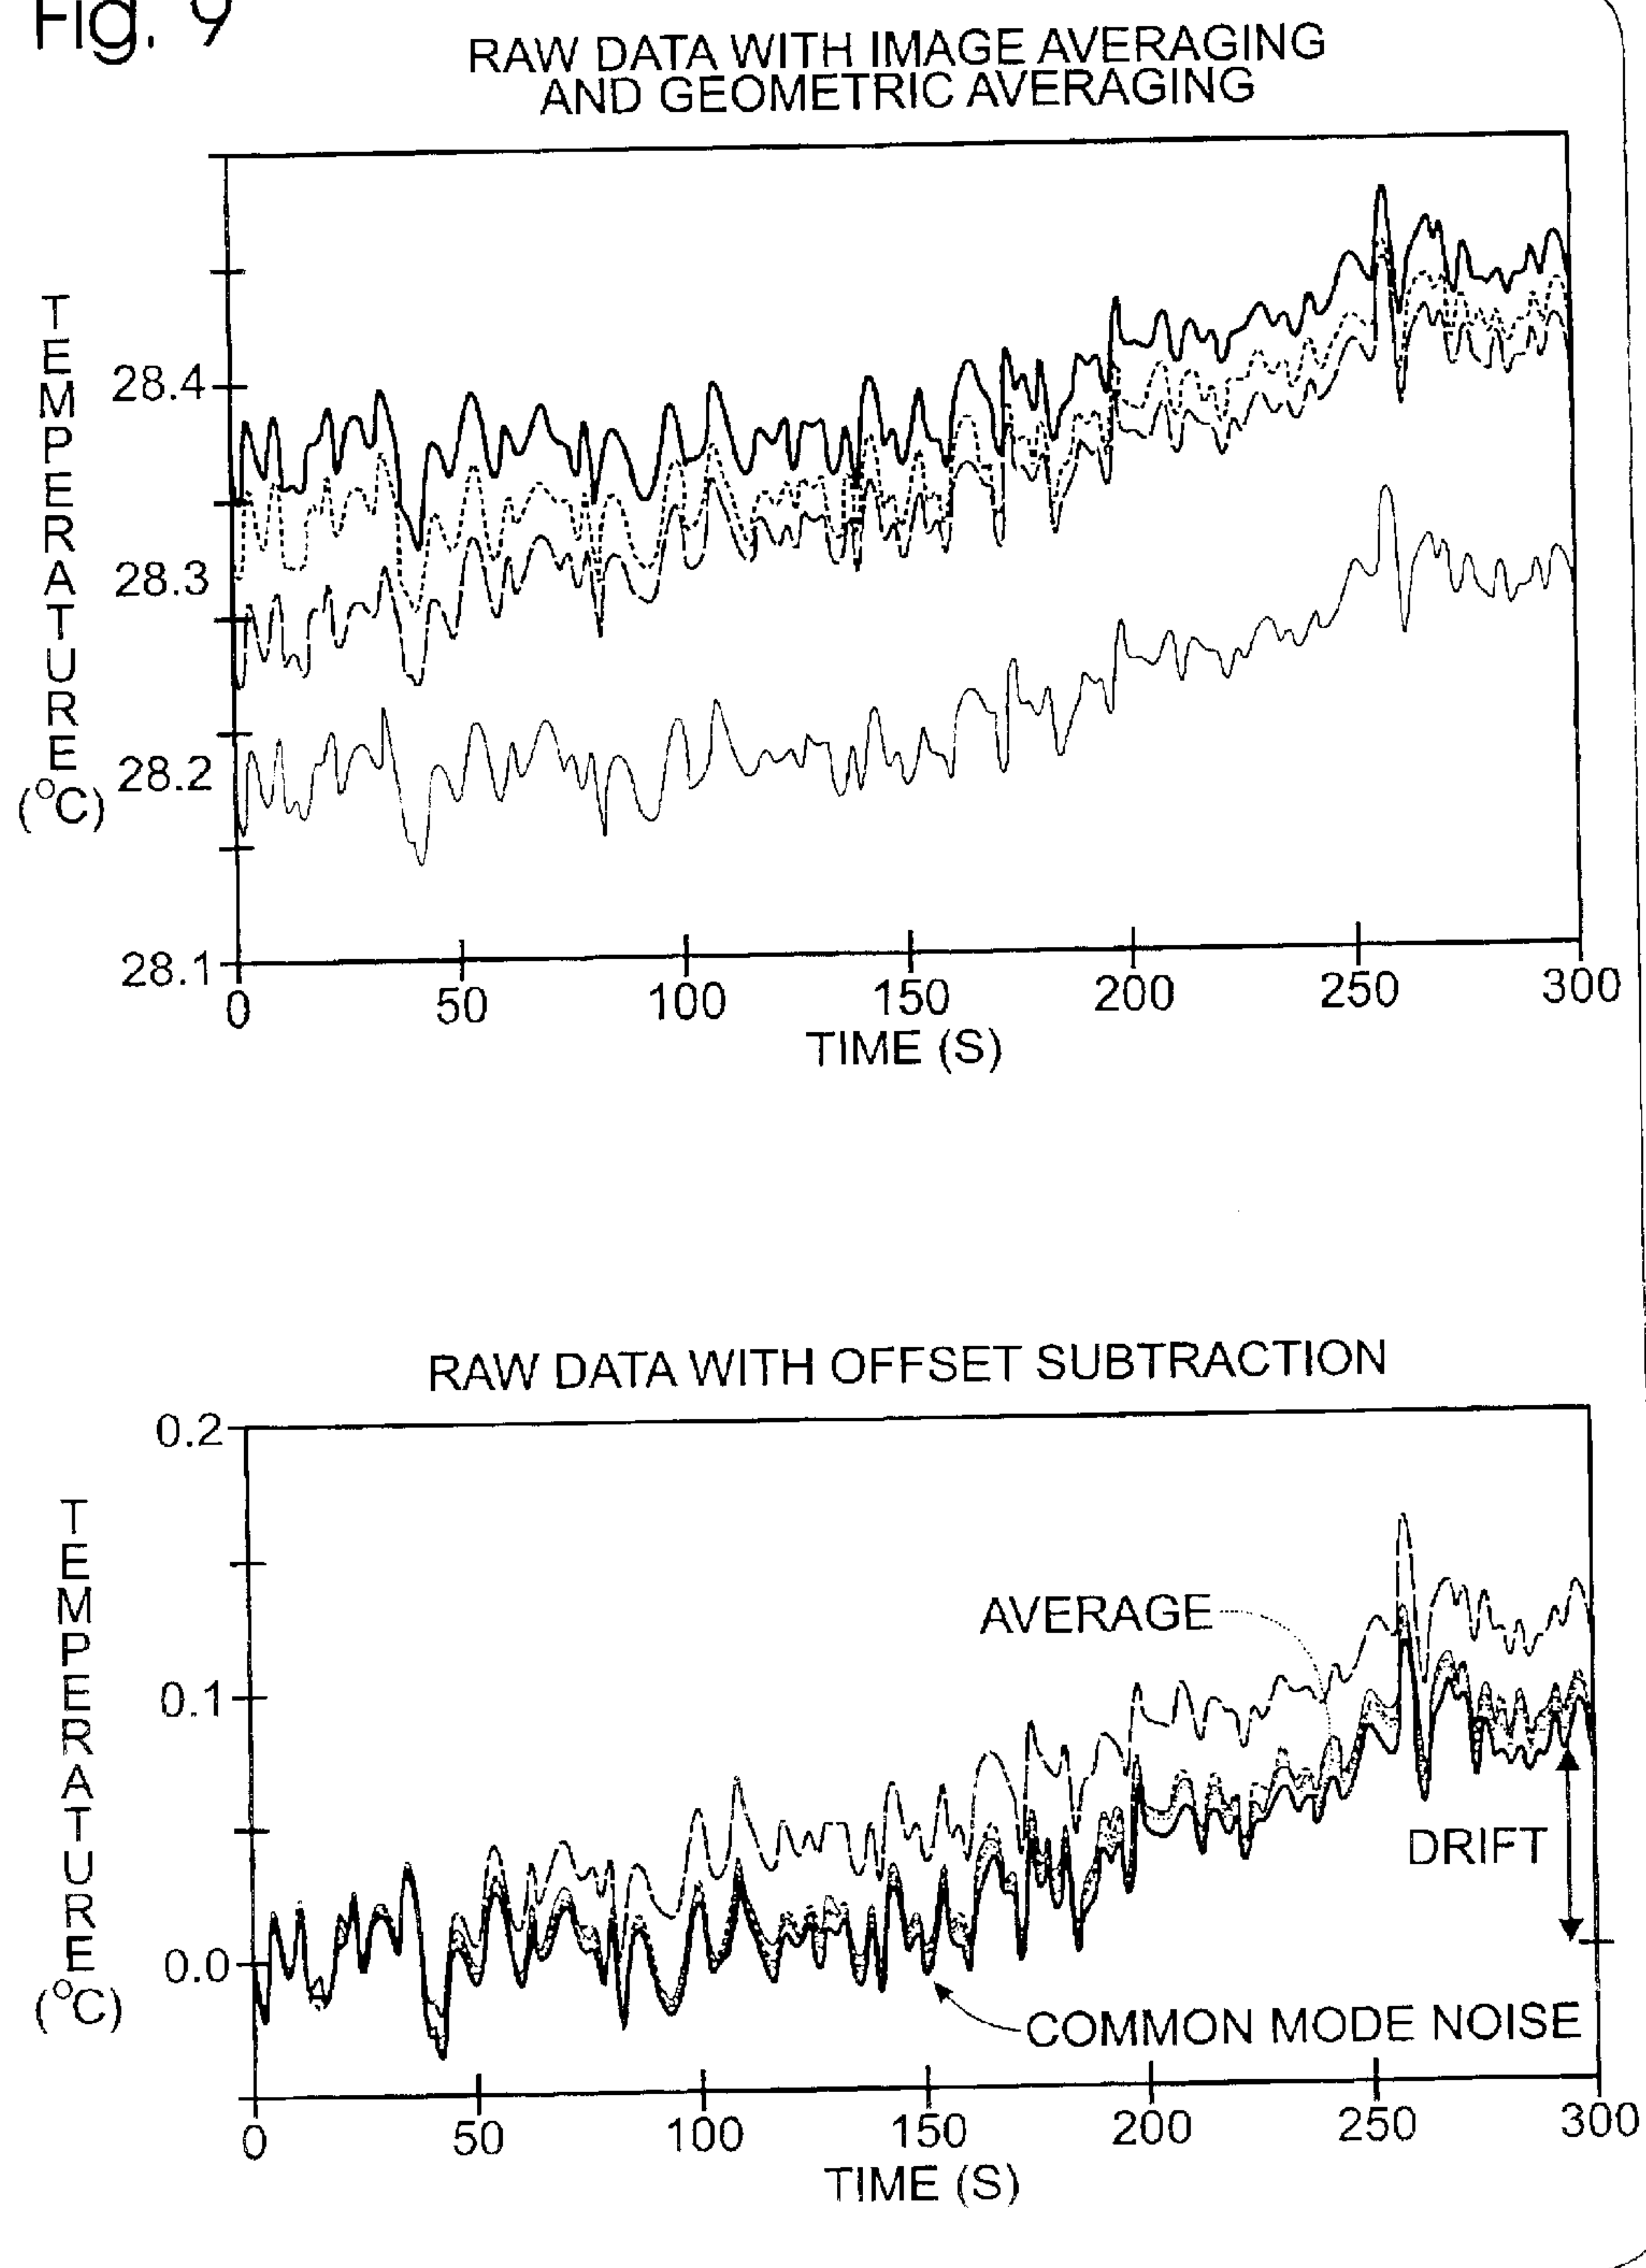 Fig. 9
RAW DATA WITH IMAGE AVERAGING
AND GEOMETRIC AVERAGING
TEMPERATURE
(°C)
28.4
28.3
28.2
28.1
0 50 100 150 200 250 300
TIME (S)
RAW DATA WITH OFFSET SUBTRACTION
TEMPERATURE
(°C)
0.2
0.1
0.0
AVERAGE
DRIFT
COMMON MODE NOISE
0 50 100 150 200 250 300
TIME (S)